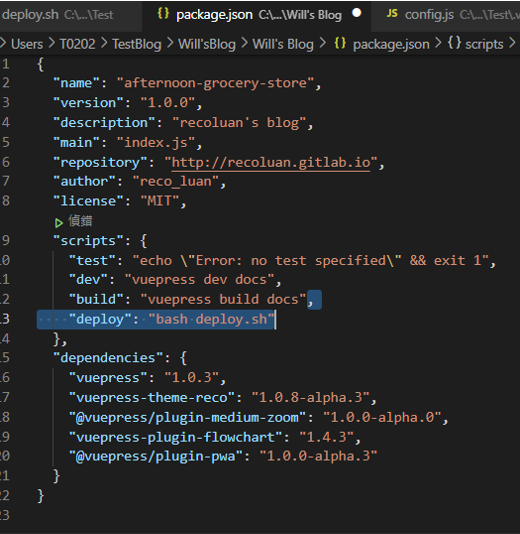 deploy.sh C:\...\Test package.json C:\...\Will's Blog JS config.js C:\...\Test\.v
Users > T0202 > TestBlog > Will'sBlog > Will's Blog > {} package.json > {} scripts >
1 {
2 "name": "afternoon-grocery-store",
3 "version": "1.0.0",
4 "description": "recoluan's blog",
5 "main": "index.js",
6 "repository": "http://recoluan.gitlab.io",
7 "author": "reco_luan",
8 "license": "MIT",
偵錯
9 "scripts": {
10 "test": "echo \"Error: no test specified\" && exit 1",
11 "dev": "vuepress dev docs",
12 "build": "vuepress build docs",
13 "deploy": "bash deploy.sh"
14 },
15 "dependencies": {
16 "vuepress": "1.0.3",
17 "vuepress-theme-reco": "1.0.8-alpha.3",
18 "@vuepress/plugin-medium-zoom": "1.0.0-alpha.0",
19 "vuepress-plugin-flowchart": "1.4.3",
20 "@vuepress/plugin-pwa": "1.0.0-alpha.3"
21 }
22 }
23